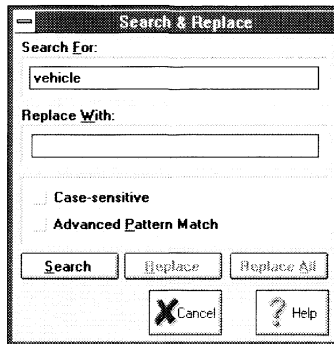 Search & Replace
Search For:
vehicle
Replace With:
Case-sensitive
Advanced Pattern Match
Search Replace Replace All
Cancel ? Help